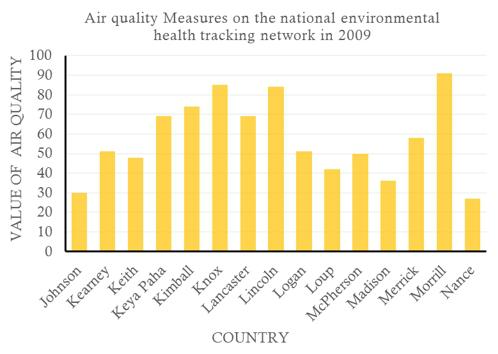 Air quality Measures on the national environmental
health tracking network in 2009
VALUE OF AIR QUALITY
100
90
80
70
60
50
40
30
20
10
0
Johnson
Kearney
Keith
Keya Paha
Kimball
Knox
Lancaster
Lincoln
Logan
Loup
McPherson
Madison
Merrick
Morrill
Nance
COUNTRY